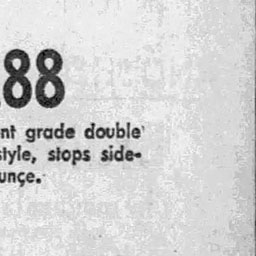 88
nt grade double
style, stops side-
unce.